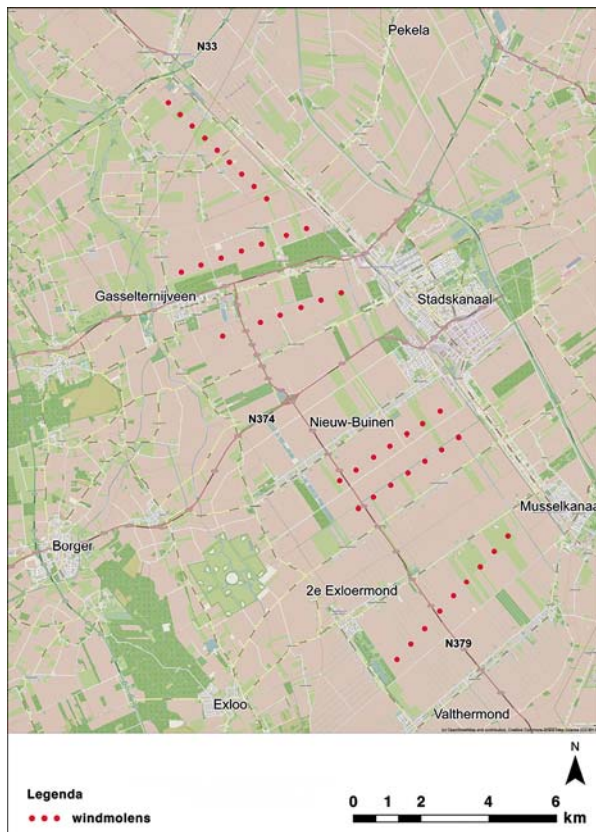 N33
Pekela
Gasselternijveen
Stadskanaal
N374
Nieuw-Buinen
Musselkanaa
Borger
2e Exloermond
N379
Exloo
Valthermond
N
Legenda
windmolens
0 1 2 4 6
km